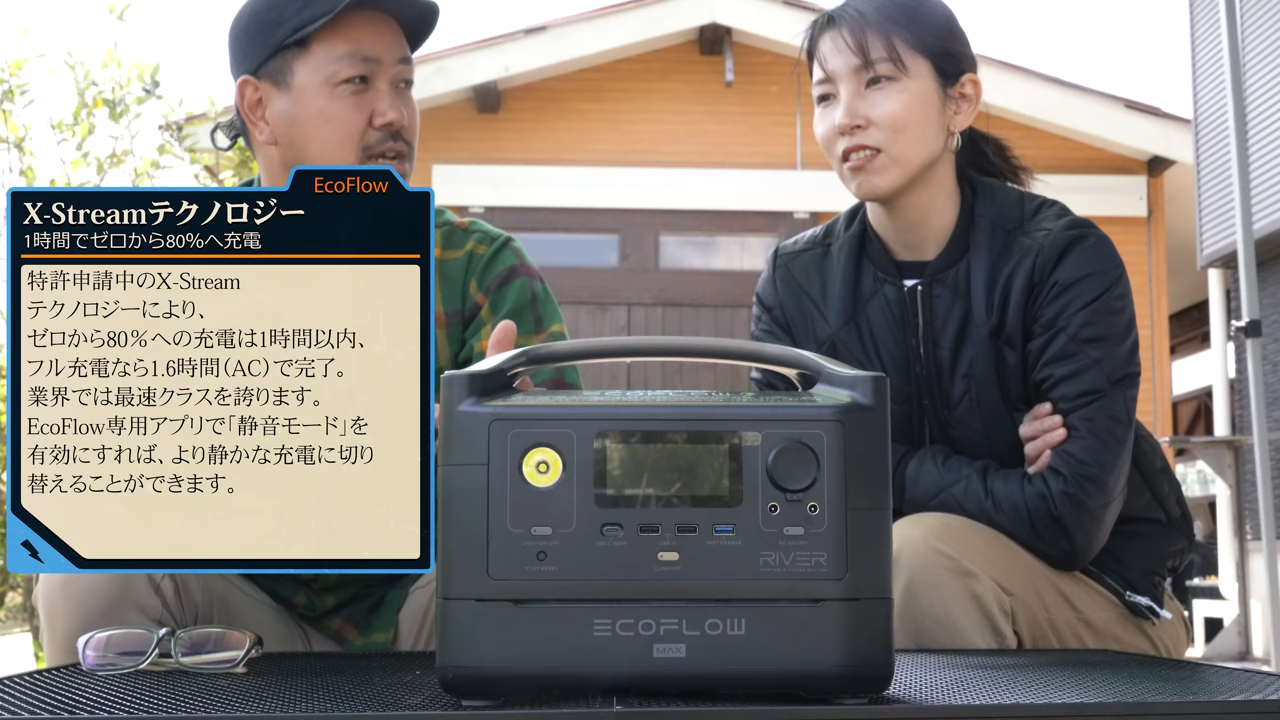 EcoFlow
X-Streamテクノロジー
1時間でゼロから80%へ充電
特許申請中のX-Stream
テクノロジーにより、
ゼロから80%への充電は1時間以内、
フル充電なら1.6時間(AC)で完了。
業界では最速クラスを誇ります。
EcoFlow専用アプリで「静音モード」を
有効にすれば、より静かな充電に切り
替えることができます。
ECOFLOW
RIVER
ECOFLOW
MAX